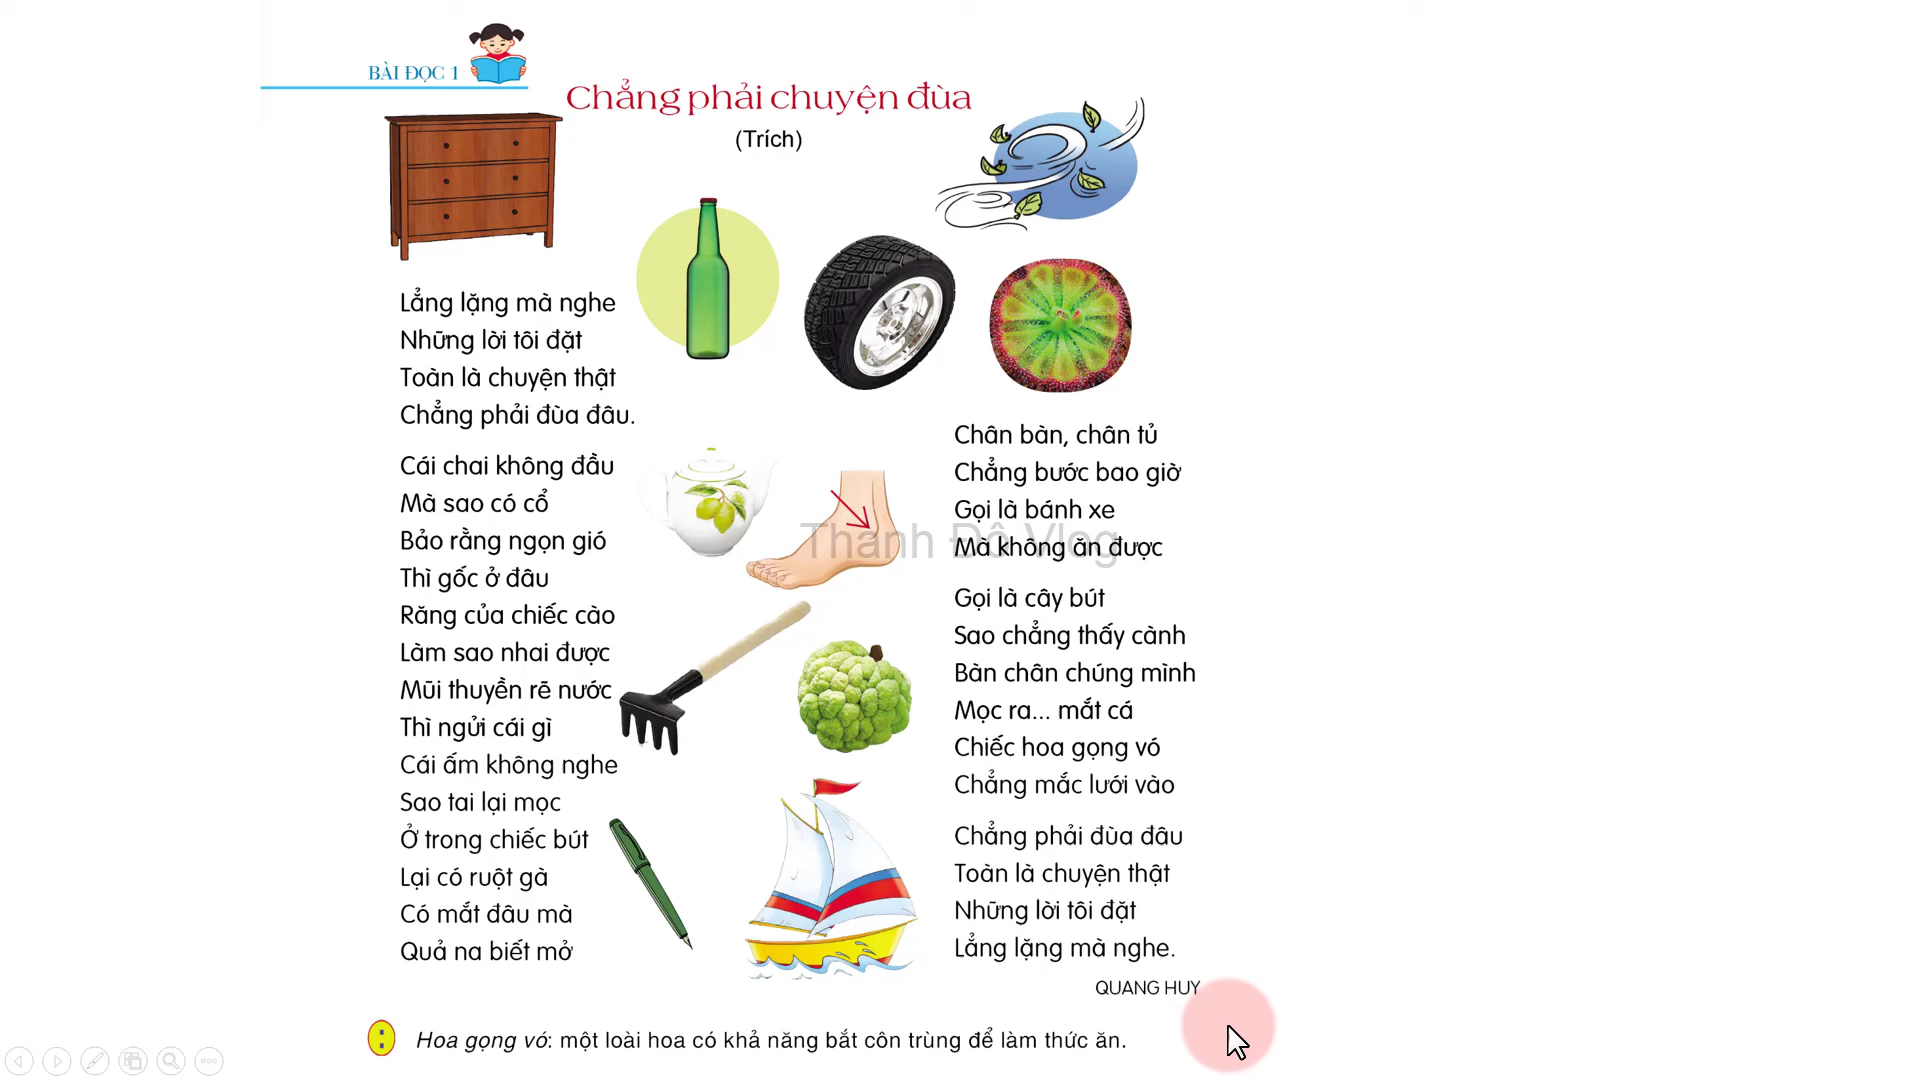 BÀI ĐỌC 1
Chẳng phải chuyện đùa
(Trích)
Lẳng lặng mà nghe
Những lời tôi đặt
Toàn là chuyện thật
Chẳng phải đùa đâu.
Cái chai không đầu
Mà sao có cổ
Bảo rằng ngọn gió
Thì gốc ở đâu
Răng của chiếc cào
Làm sao nhai được
Mũi thuyền rẽ nước
Thì ngửi cái gì
Cái ấm không nghe
Sao tai lại mọc
Ở trong chiếc bút
Lại có ruột gà
Có mắt đâu mà
Quả na biết mở
Chân bàn, chân tủ
Chẳng bước bao giờ
Gọi là bánh xe
Mà không ăn được
Gọi là cây bút
Sao chẳng thấy cành
Bàn chân chúng mình
Mọc ra... mắt cá
Chiếc hoa gọng vó
Chẳng mắc lưới vào
Chẳng phải đùa đâu
Toàn là chuyện thật
Những lời tôi đặt
Lẳng lặng mà nghe.
QUANG HUY
Thanh Đô Vlog
Hoa gọng vó: một loài hoa có khả năng bắt côn trùng để làm thức ăn.